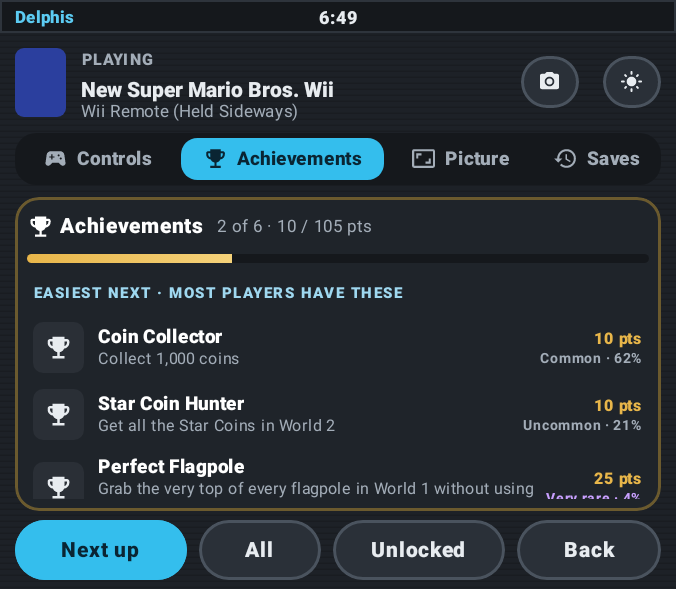 Delphis
6:49
PLAYING
New Super Mario Bros. Wii
Wii Remote (Held Sideways)
Controls
Achievements
Picture
Saves
Achievements 2 of 6 · 10 / 105 pts
EASIEST NEXT · MOST PLAYERS HAVE THESE
Coin Collector
10 pts
Collect 1,000 coins
Common · 62%
Star Coin Hunter
10 pts
Get all the Star Coins in World 2
Uncommon · 21%
Perfect Flagpole
25 pts
Grab the very top of every flagpole in World 1 without using
Very rare · 4%
Next up
All
Unlocked
Back